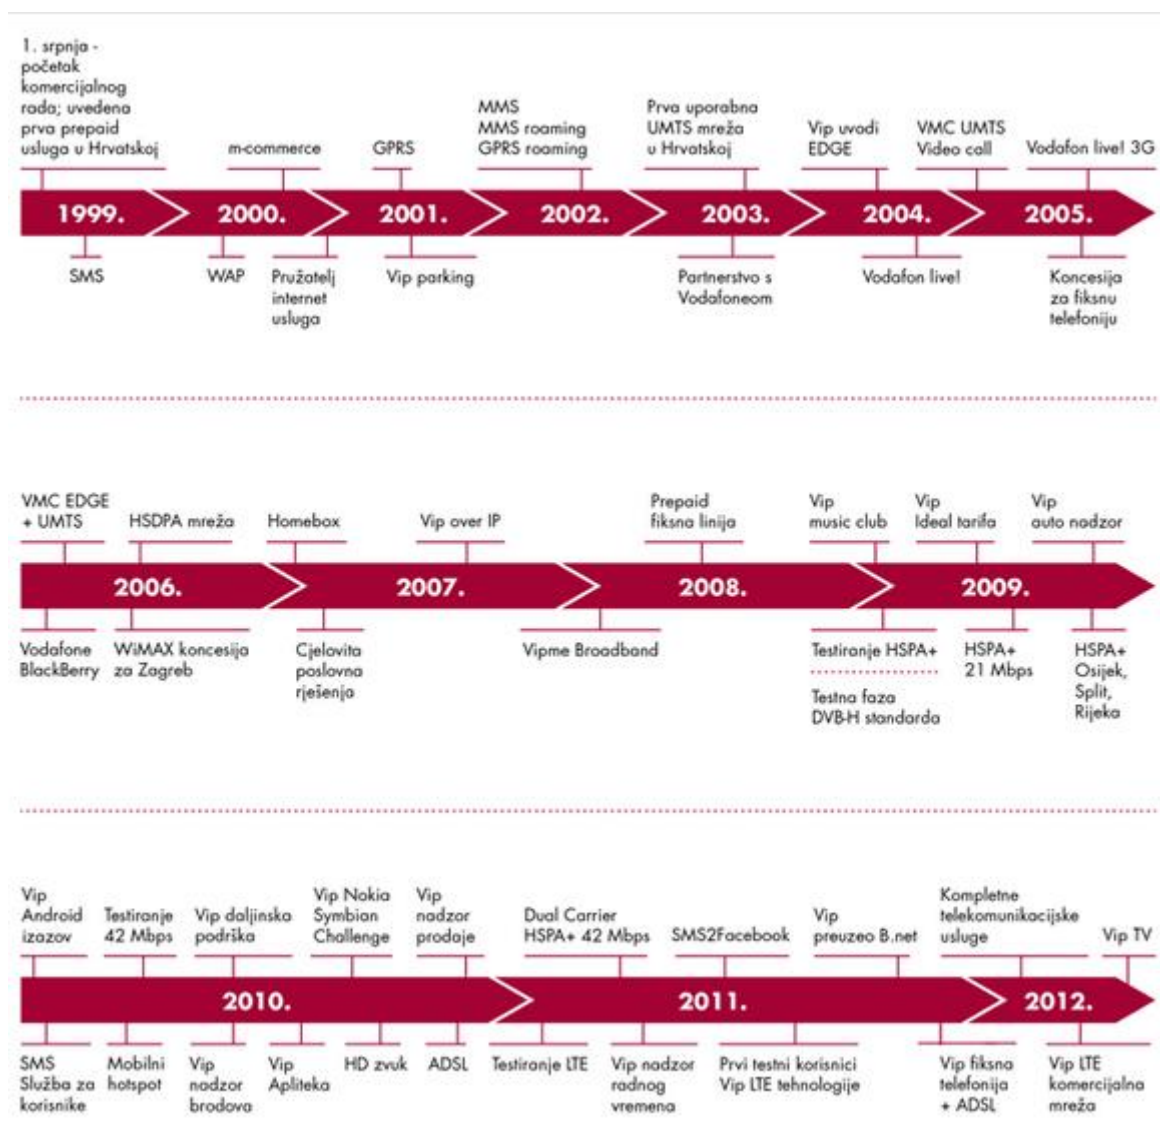 1. srpnja -
početak
komercijalnog
rada; uvedena
prva prepaid
usluga u Hrvatskoj
m-commerce
GPRS
MMS
MMS roaming
GPRS roaming
Prva uporabna
UMTS mreža
u Hrvatskoj
Vip uvodi
EDGE
VMC UMTS
Video call
Vodafon live! 3G
1999.
2000.
2001.
2002.
2003.
2004.
2005.
SMS
WAP
Pružatelj
internet
usluga
Vip parking
Partnerstvo s
Vodafoneom
Vodafon live!
Koncesija
za fiksnu
telefoniju
VMC EDGE
+ UMTS
HSDPA mreža
Homebox
Vip over IP
Prepaid
fiksna linija
Vip
music club
Vip
Ideal tarifa
Vip
auto nadzor
2006.
2007.
2008.
2009.
Vodafone
BlackBerry
WiMAX koncesija
za Zagreb
Cjelovita
poslovna
rješenja
Vipme Broadband
Testiranje HSPA+
Testna faza
DVB-H standarda
HSPA+
21 Mbps
HSPA+
Osijek,
Split,
Rijeka
Vip
Android
izazov
Testiranje
42 Mbps
Vip daljinska
podrška
Vip Nokia
Symbian
Challenge
Vip
nadzor
prodaje
Dual Carrier
HSPA+ 42 Mbps
SMS2Facebook
Vip
preuzeo B.net
Kompletne
telekomunikacijske
usluge
Vip TV
2010.
2011.
2012.
SMS
Služba za
korisnike
Mobilni
hotspot
Vip
nadzor
brodova
Vip
Apliteka
HD zvuk
ADSL
Testiranje LTE
Vip nadzor
radnog
vremena
Prvi testni korisnici
Vip LTE tehnologije
Vip fiksna
telefonija
+ ADSL
Vip LTE
komercijalna
mreža